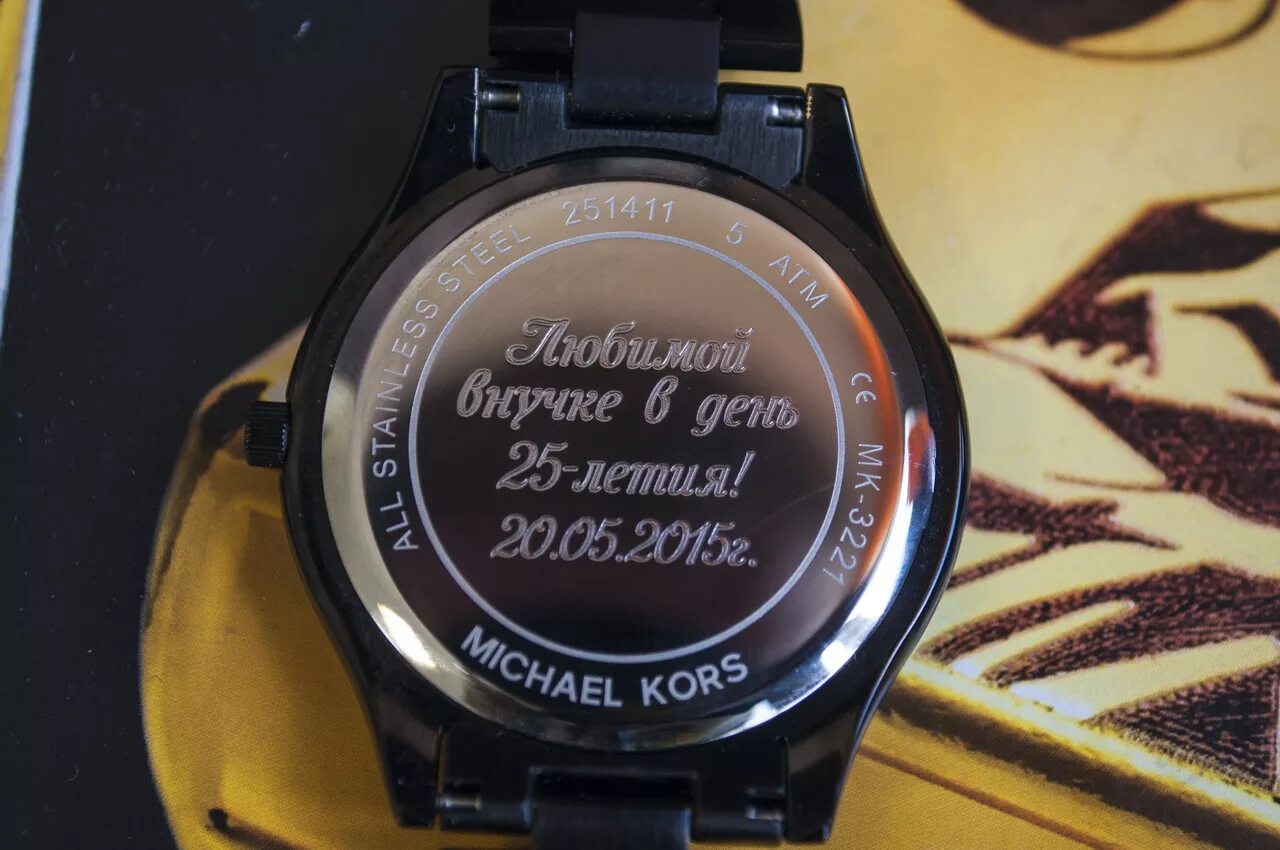 ALL STAINLESS STEEL 251411 5 ATM CE MK-3221
Любимой
внучке в день
25-летия!
20.05.2015г.
MICHAEL KORS